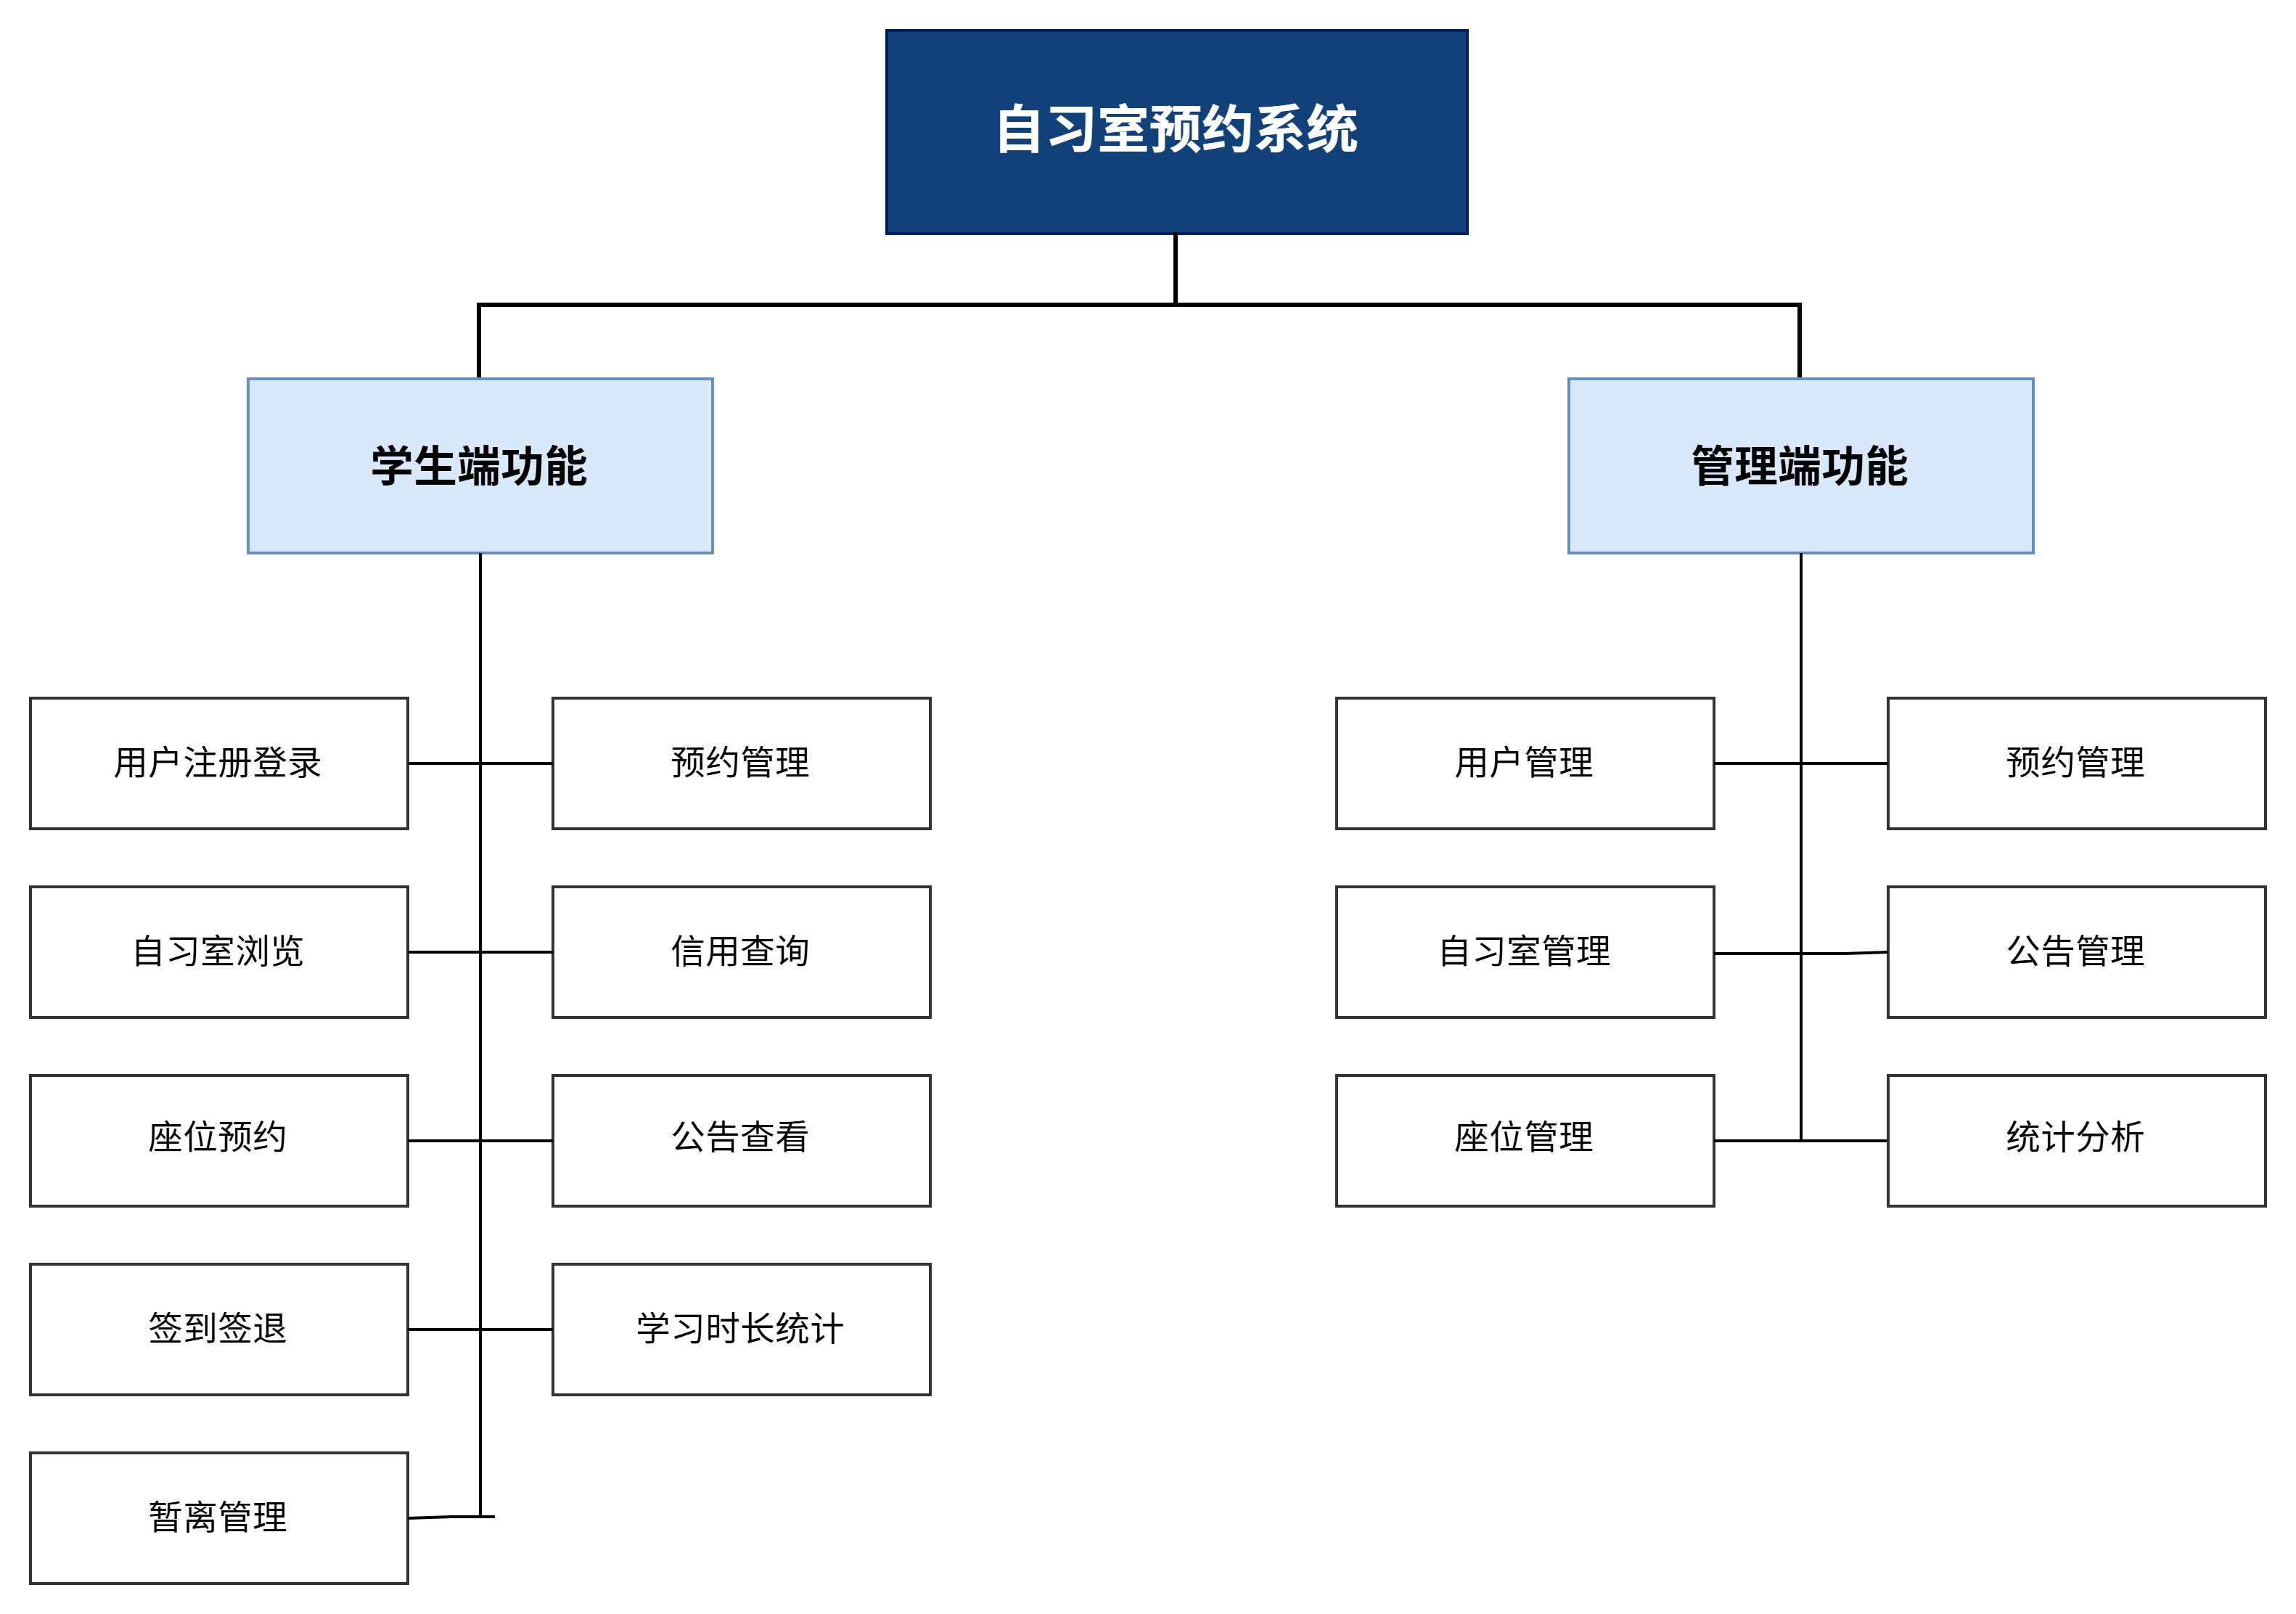 自习室预约系统
学生端功能
管理端功能
用户注册登录
预约管理
用户管理
预约管理
自习室浏览
信用查询
自习室管理
公告管理
座位预约
公告查看
座位管理
统计分析
签到签退
学习时长统计
暂离管理